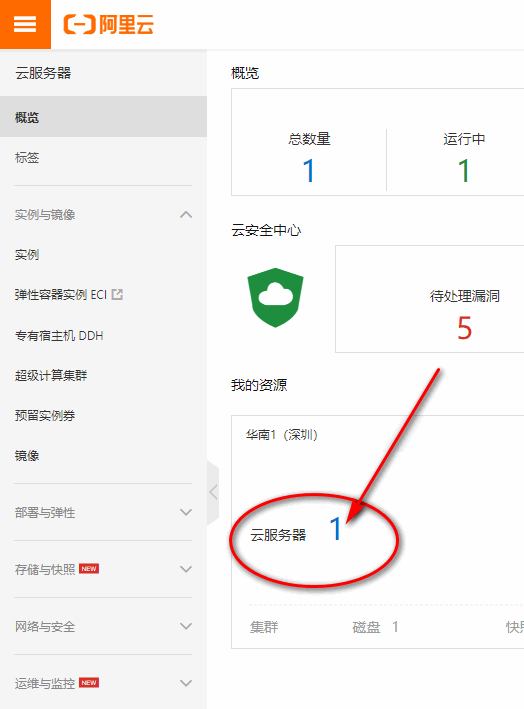 阿里云
云服务器
概览
标签
实例与镜像
实例
弹性容器实例 ECI
专有宿主机 DDH
超级计算集群
预留实例券
镜像
部署与弹性
存储与快照 NEW
网络与安全
运维与监控 NEW
概览
总数量
1
运行中
1
云安全中心
待处理漏洞
5
我的资源
华南1（深圳）
云服务器 1
集群 磁盘 1